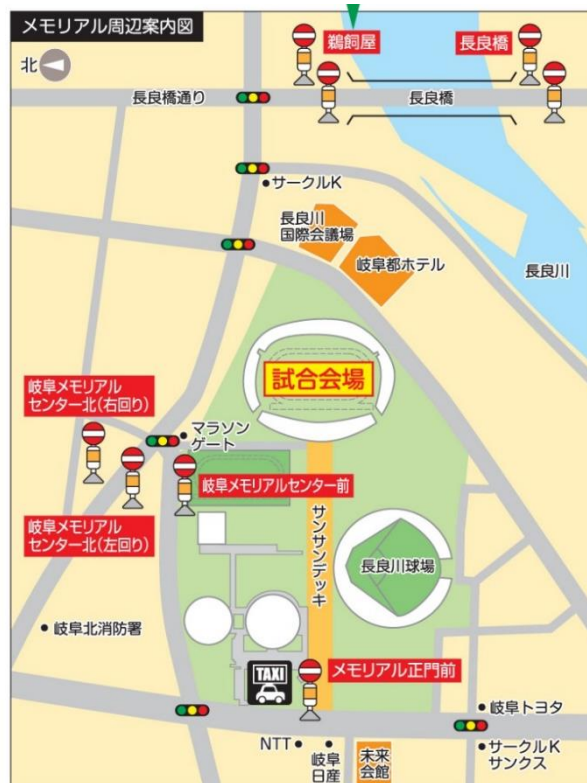 メモリアル周辺案内図
北
鵜飼屋
長良橋
長良橋通り
長良橋
サークルK
長良川
国際会議場
岐阜都ホテル
長良川
試合会場
岐阜メモリアル
センター北(右回り)
マラソン
ゲート
岐阜メモリアルセンター前
岐阜メモリアル
センター北(左回り)
サンサンデッキ
長良川球場
岐阜北消防署
TAXI
メモリアル正門前
岐阜トヨタ
NTT
岐阜
日産
未来
会館
サークルK
サンクス